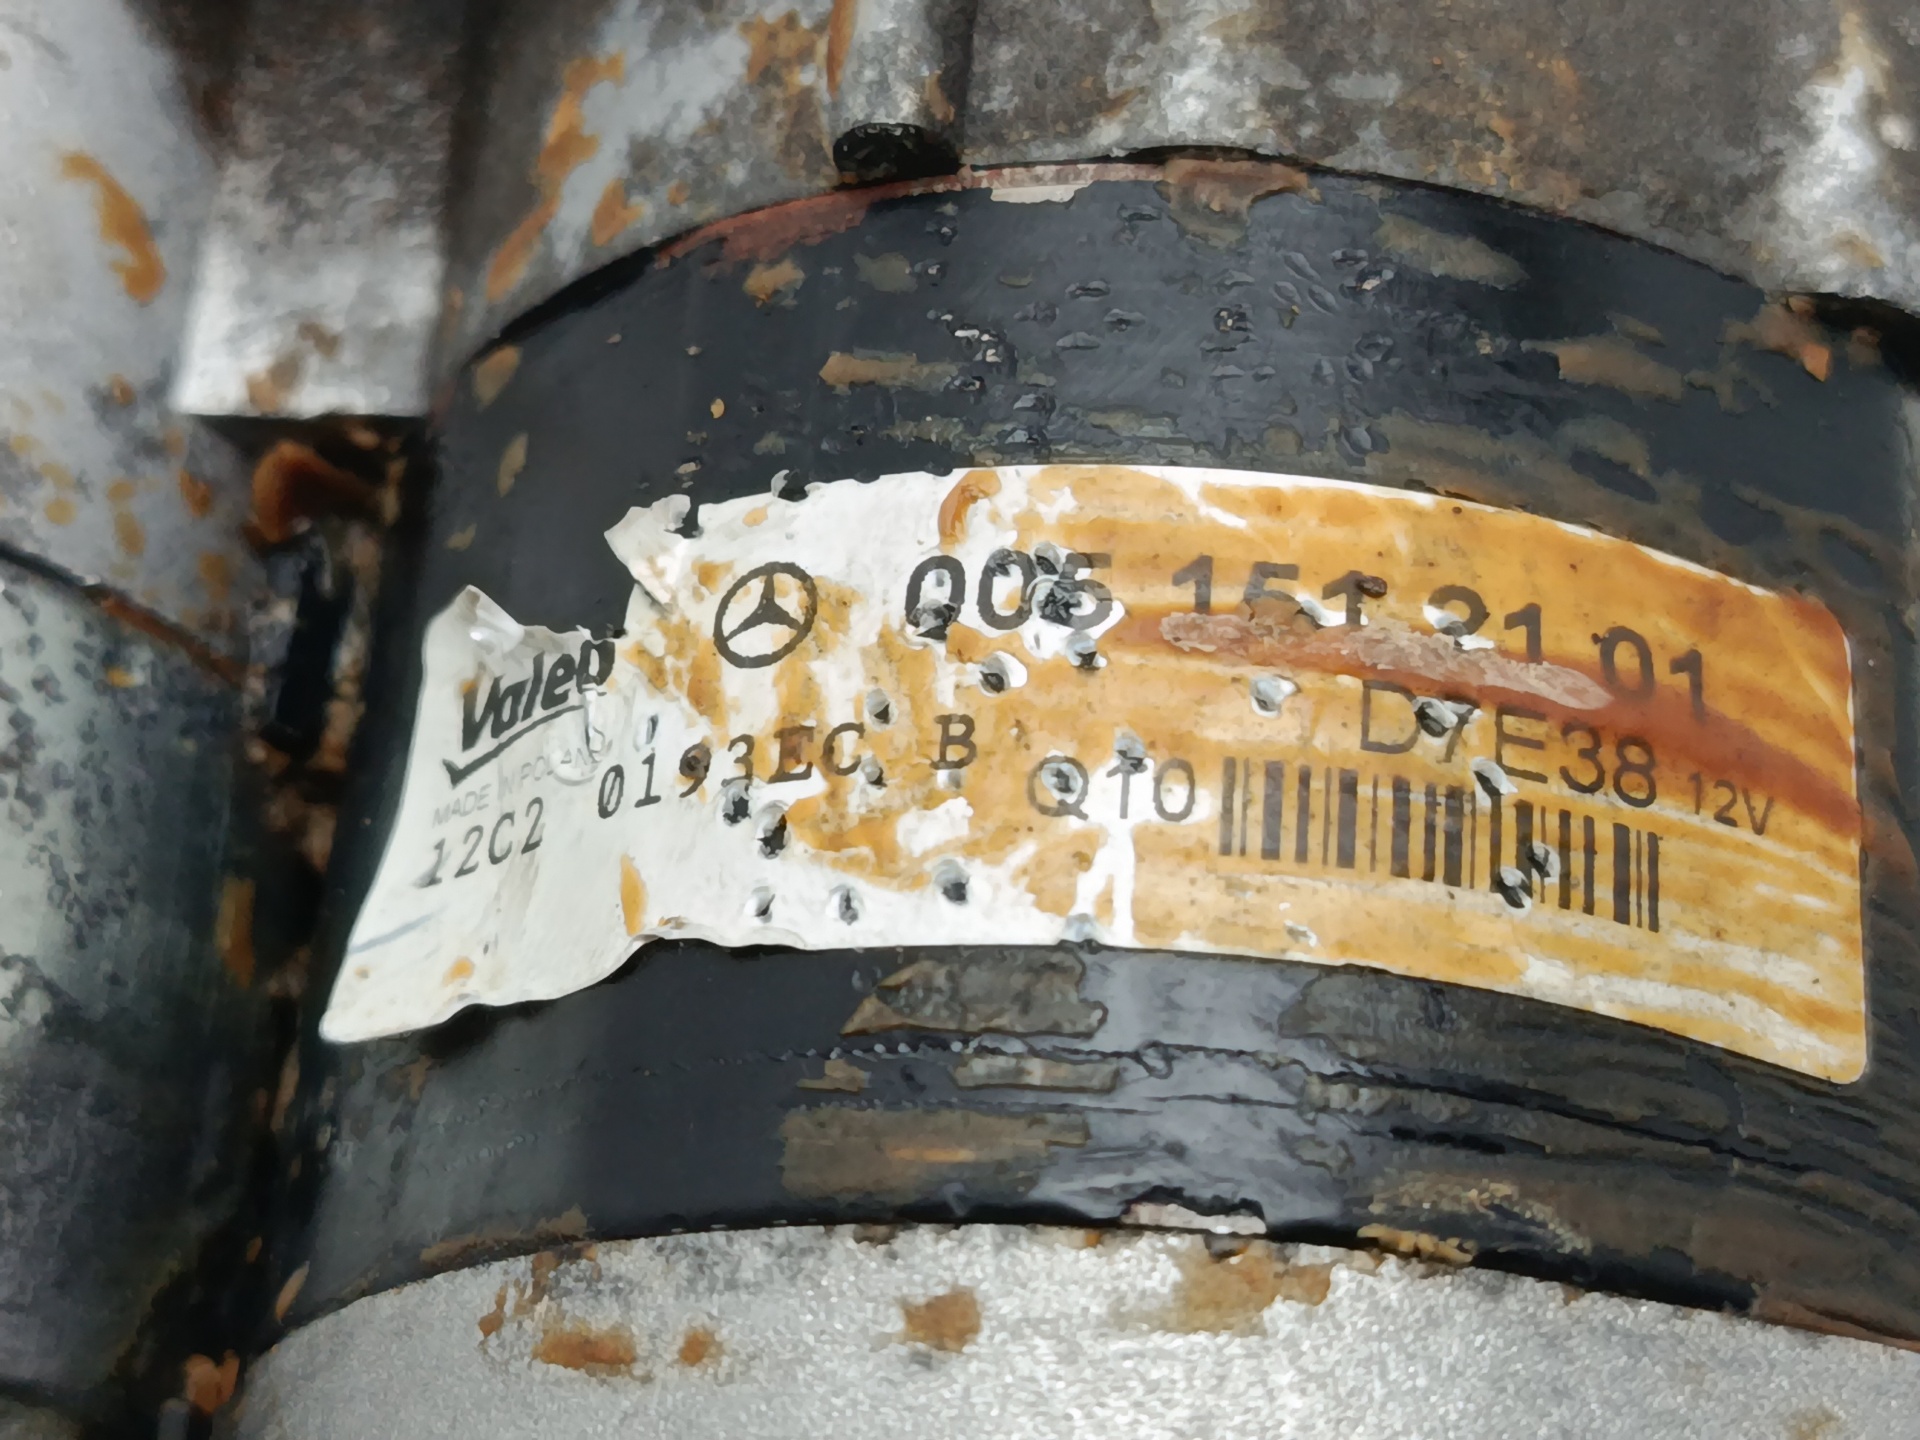 Valeo
MADE IN POLAND
12C2 0193EC B
005 151 21 01
D7E38 12V
Q10